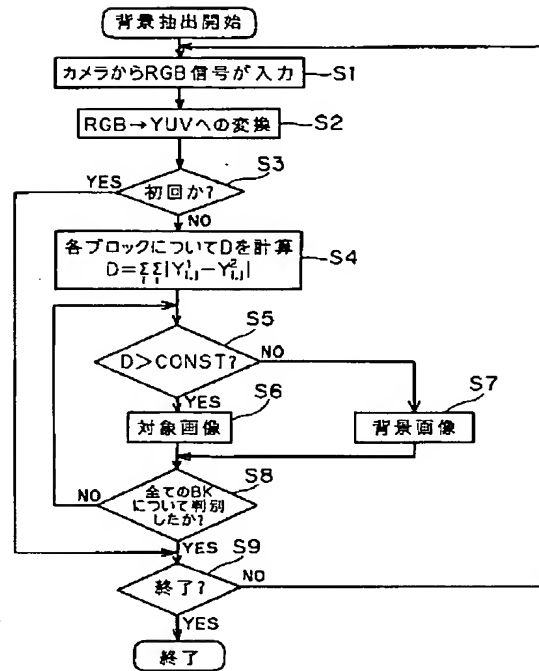 背景抽出開始
カメラからRGB信号が入力
S1
RGB→YUVへの変換
S2
S3
YES
初回か?
NO
各ブロックについてDを計算
D=ΣΣ|Y¹i,j−Y²i,j|
i j
S4
S5
D>CONST?
NO
YES
S6
対象画像
S7
背景画像
S8
NO
全てのBK
について判別
したか?
YES
S9
終了?
NO
YES
終了